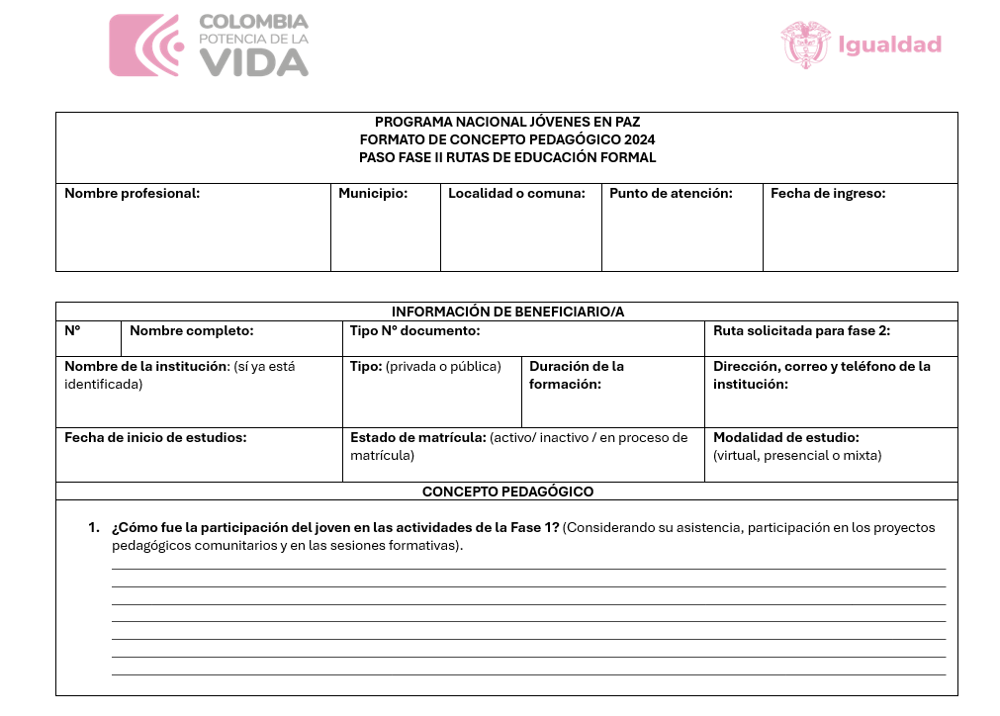 COLOMBIA
POTENCIA DE LA
VIDA
Igualdad
PROGRAMA NACIONAL JÓVENES EN PAZ
FORMATO DE CONCEPTO PEDAGÓGICO 2024
PASO FASE II RUTAS DE EDUCACIÓN FORMAL
Nombre profesional:
Municipio:
Localidad o comuna:
Punto de atención:
Fecha de ingreso:
INFORMACIÓN DE BENEFICIARIO/A
N°
Nombre completo:
Tipo N° documento:
Ruta solicitada para fase 2:
Nombre de la institución: (sí ya está
identificada)
Tipo: (privada o pública)
Duración de la
formación:
Dirección, correo y teléfono de la
institución:
Fecha de inicio de estudios:
Estado de matrícula: (activo/ inactivo / en proceso de
matrícula)
Modalidad de estudio:
(virtual, presencial o mixta)
CONCEPTO PEDAGÓGICO
1. ¿Cómo fue la participación del joven en las actividades de la Fase 1? (Considerando su asistencia, participación en los proyectos
pedagógicos comunitarios y en las sesiones formativas).